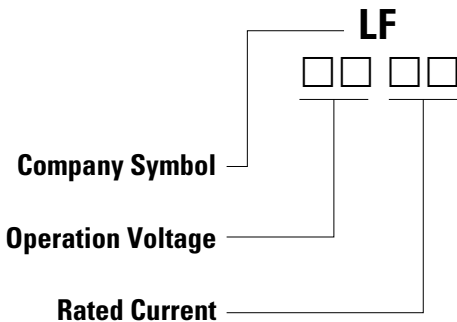 LF
□□ □□
Company Symbol
Operation Voltage
Rated Current